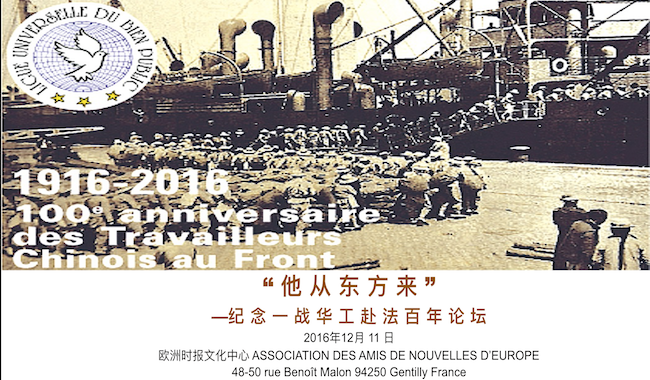 LIGUE UNIVERSELLE DU BIEN PUBLIC
1916-2016
100e anniversaire
des Travailleurs
Chinois au Front
“他从东方来”
—纪念一战华工赴法百年论坛
2016年12月 11 日
欧洲时报文化中心 ASSOCIATION DES AMIS DE NOUVELLES D’EUROPE
48-50 rue Benoît Malon 94250 Gentilly France